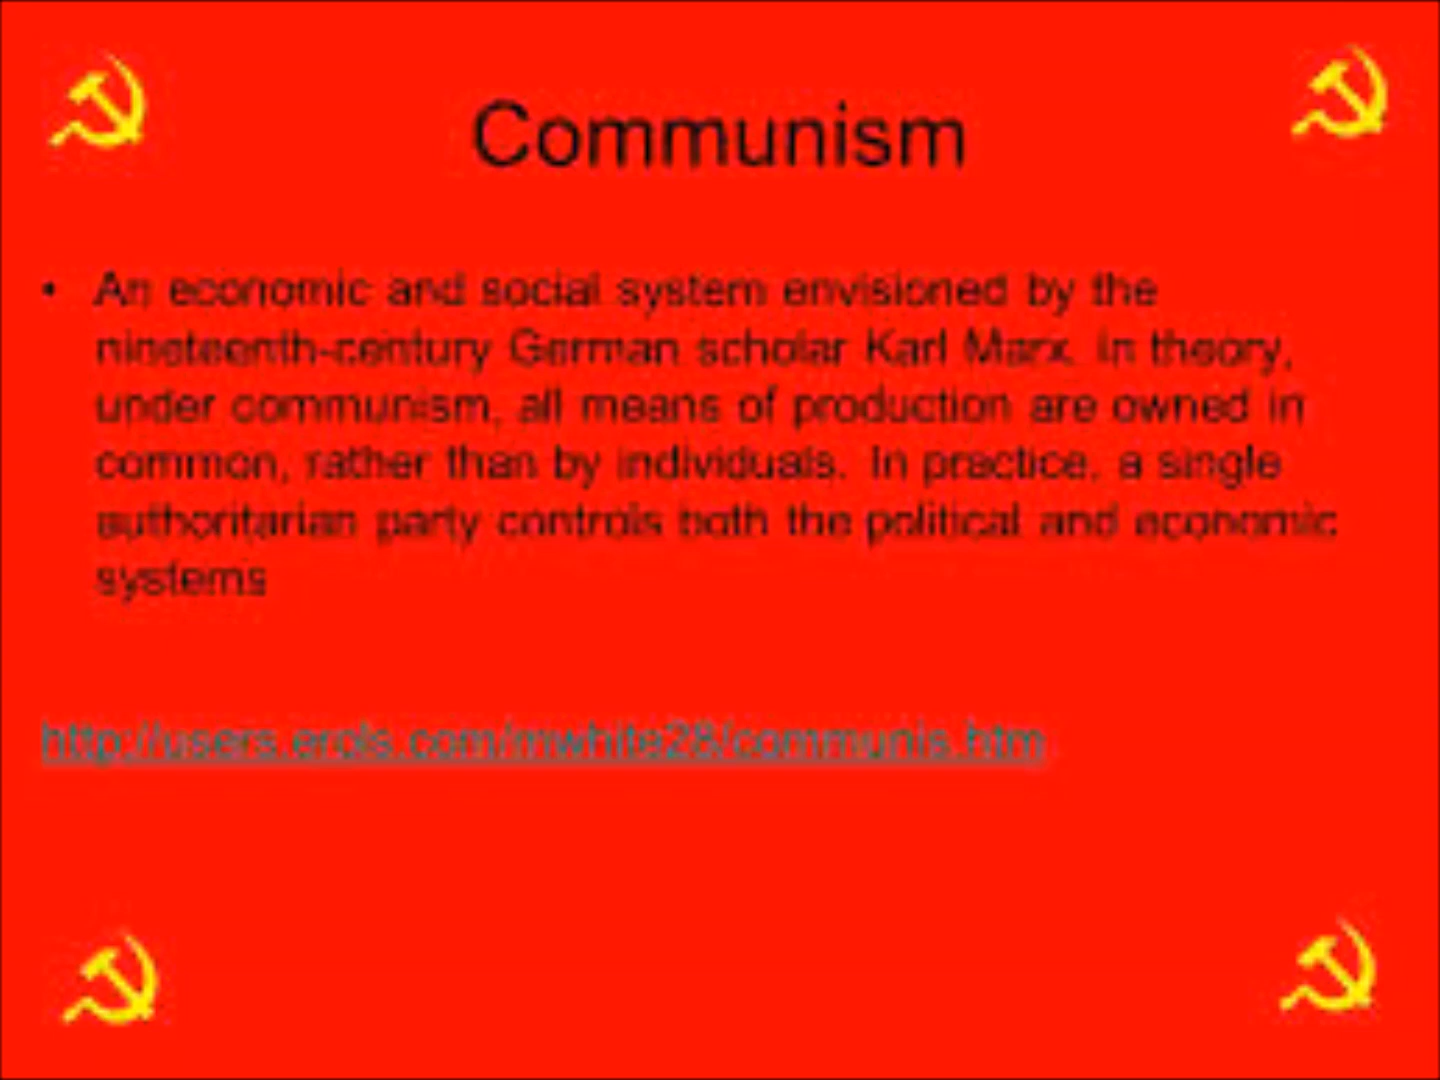 Communism
• An economic and social system envisioned by the
nineteenth-century German scholar Karl Marx. In theory,
under communism, all means of production are owned in
common, rather than by individuals. In practice, a single
authoritarian party controls both the political and economic
systems
http://users.erols.com/mwhite28/communis.htm